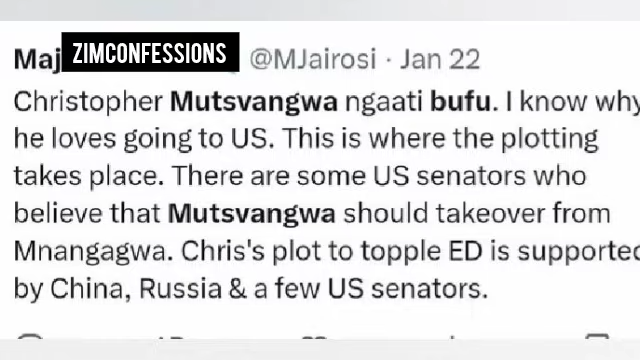 Maj ZIMCONFESSIONS @MJairosi · Jan 22
Christopher Mutsvangwa ngaati bufu. I know why
he loves going to US. This is where the plotting
takes place. There are some US senators who
believe that Mutsvangwa should takeover from
Mnangagwa. Chris's plot to topple ED is supported
by China, Russia & a few US senators.